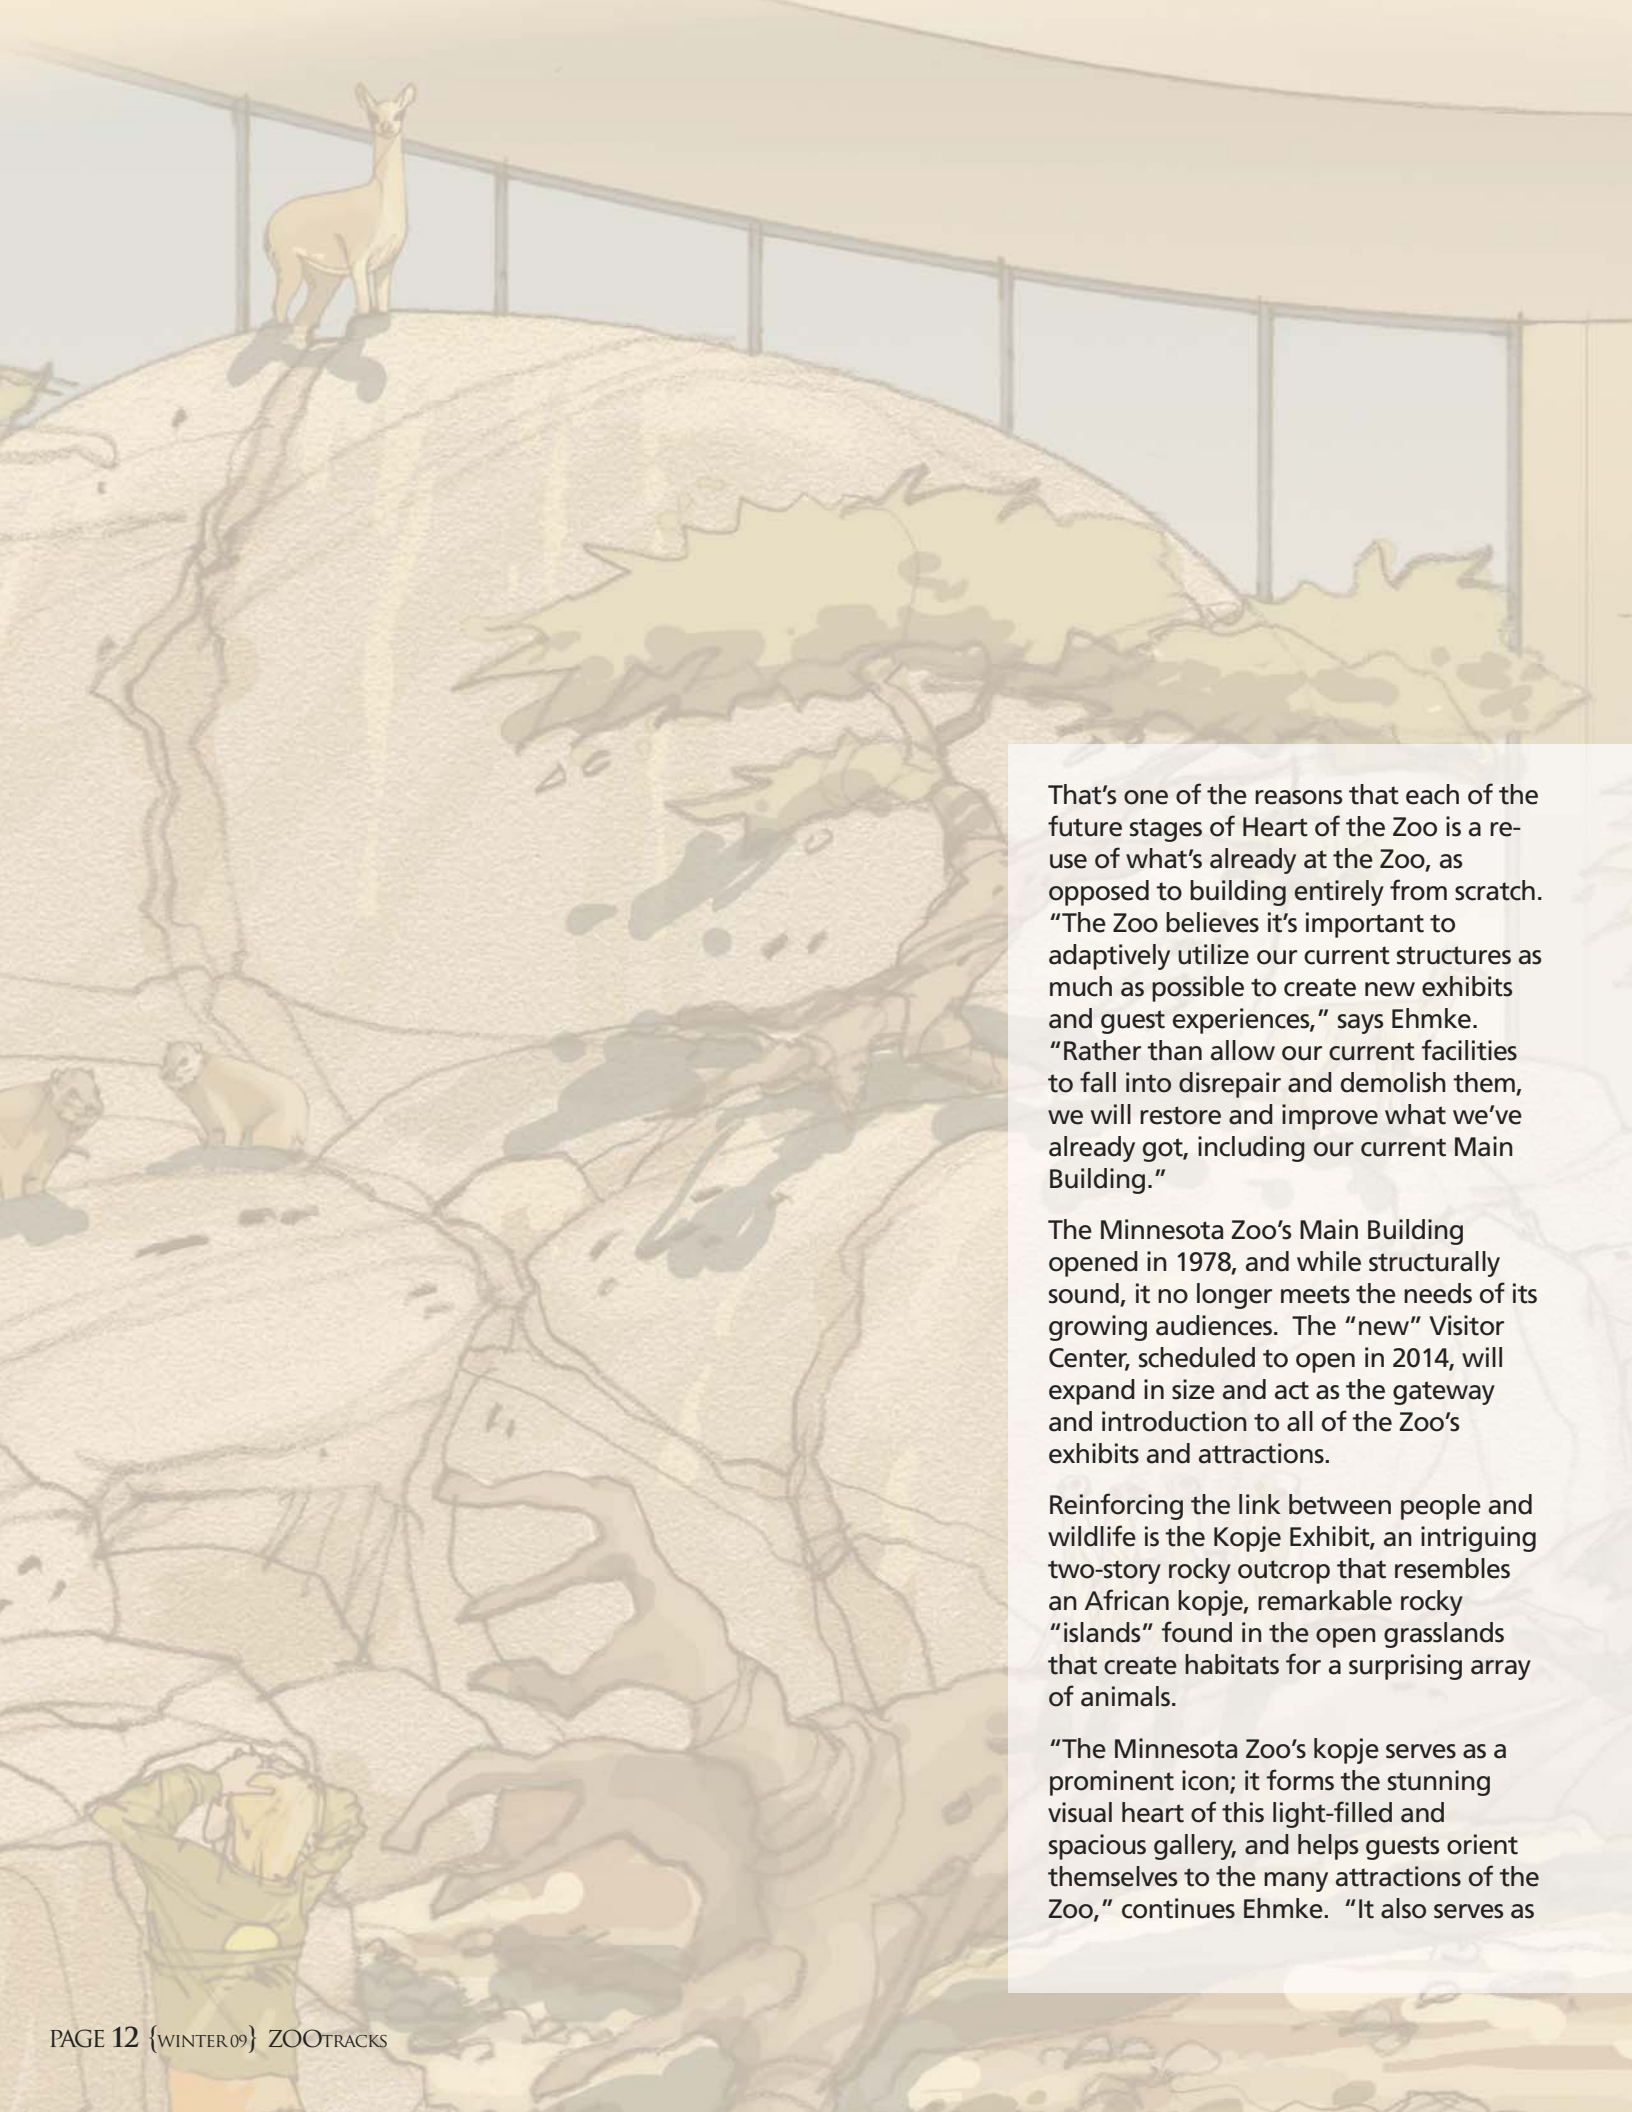 That's one of the reasons that each of the
future stages of Heart of the Zoo is a re-
use of what's already at the Zoo, as
opposed to building entirely from scratch.
“The Zoo believes it's important to
adaptively utilize our current structures as
much as possible to create new exhibits
and guest experiences,” says Ehmke.
“Rather than allow our current facilities
to fall into disrepair and demolish them,
we will restore and improve what we've
already got, including our current Main
Building.”
The Minnesota Zoo's Main Building
opened in 1978, and while structurally
sound, it no longer meets the needs of its
growing audiences.  The “new” Visitor
Center, scheduled to open in 2014, will
expand in size and act as the gateway
and introduction to all of the Zoo's
exhibits and attractions.
Reinforcing the link between people and
wildlife is the Kopje Exhibit, an intriguing
two-story rocky outcrop that resembles
an African kopje, remarkable rocky
“islands” found in the open grasslands
that create habitats for a surprising array
of animals.
“The Minnesota Zoo's kopje serves as a
prominent icon; it forms the stunning
visual heart of this light-filled and
spacious gallery, and helps guests orient
themselves to the many attractions of the
Zoo,” continues Ehmke.  “It also serves as
PAGE 12 {WINTER 09} ZOOTRACKS